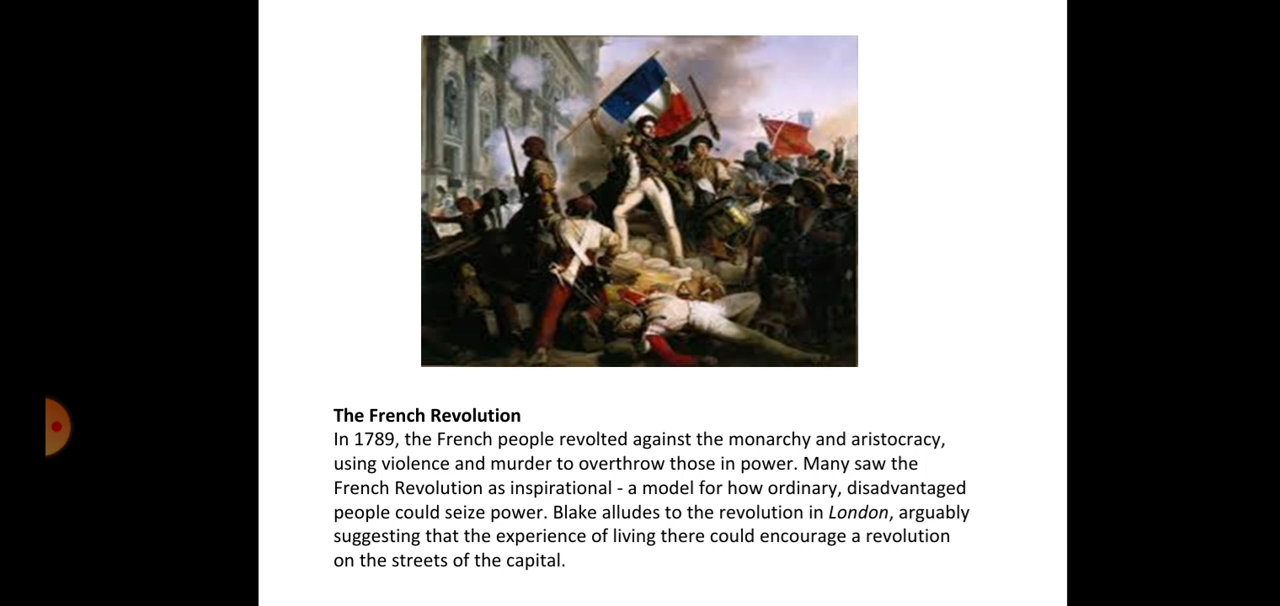 The French Revolution
In 1789, the French people revolted against the monarchy and aristocracy,
using violence and murder to overthrow those in power. Many saw the
French Revolution as inspirational - a model for how ordinary, disadvantaged
people could seize power. Blake alludes to the revolution in London, arguably
suggesting that the experience of living there could encourage a revolution
on the streets of the capital.